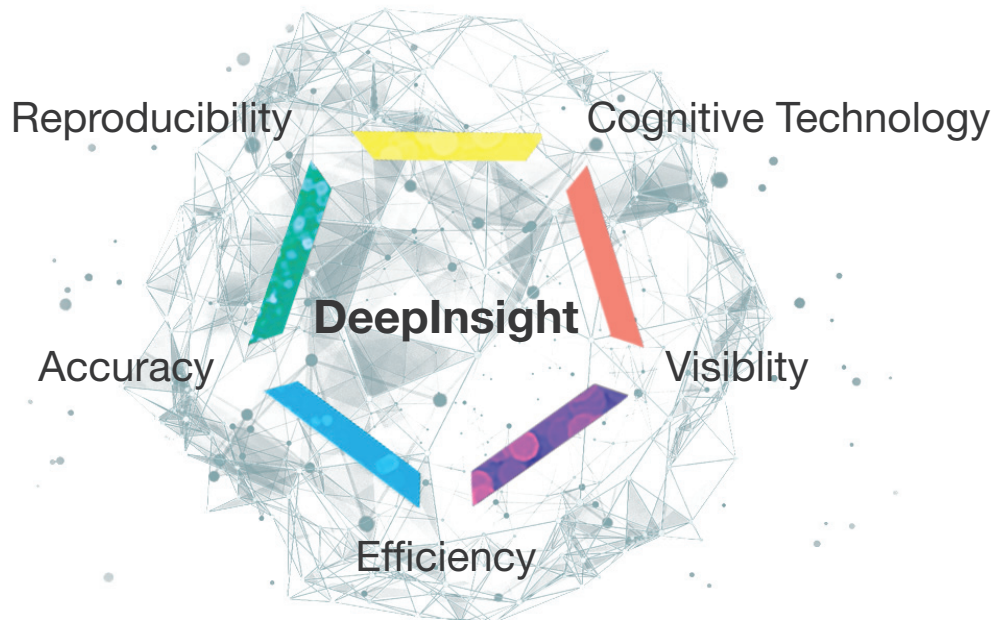 Reproducibility
Cognitive Technology
DeepInsight
Accuracy
Visiblity
Efficiency